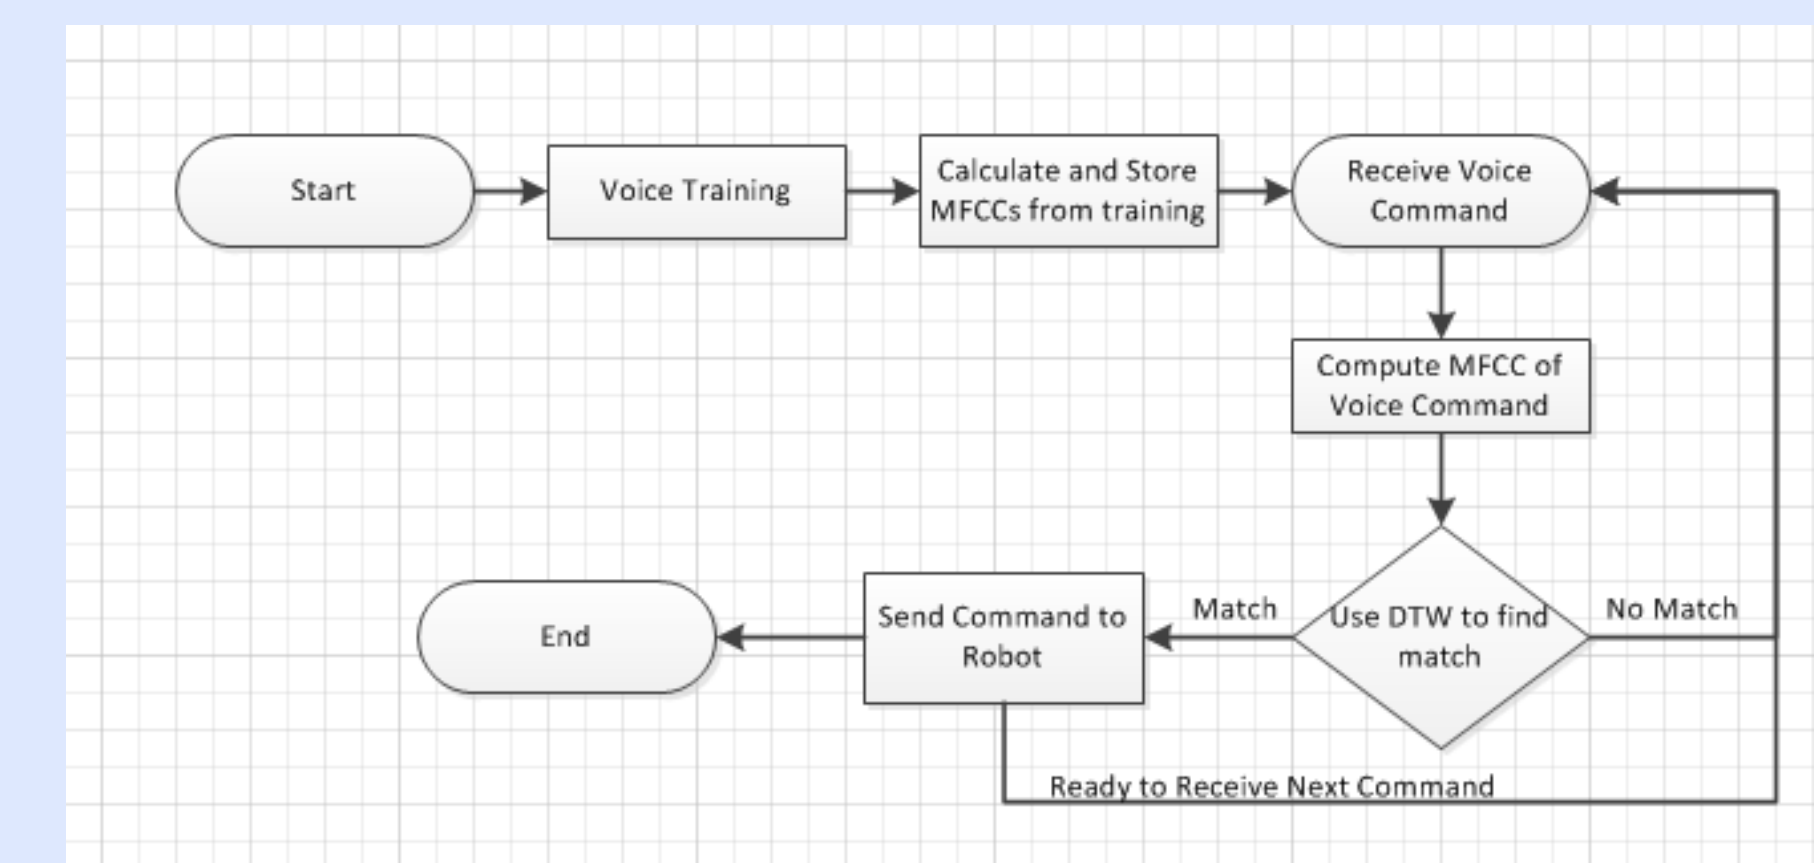 Start
Voice Training
Calculate and Store
MFCCs from training
Receive Voice
Command
Compute MFCC of
Voice Command
Use DTW to find
match
No Match
Match
Send Command to
Robot
End
Ready to Receive Next Command